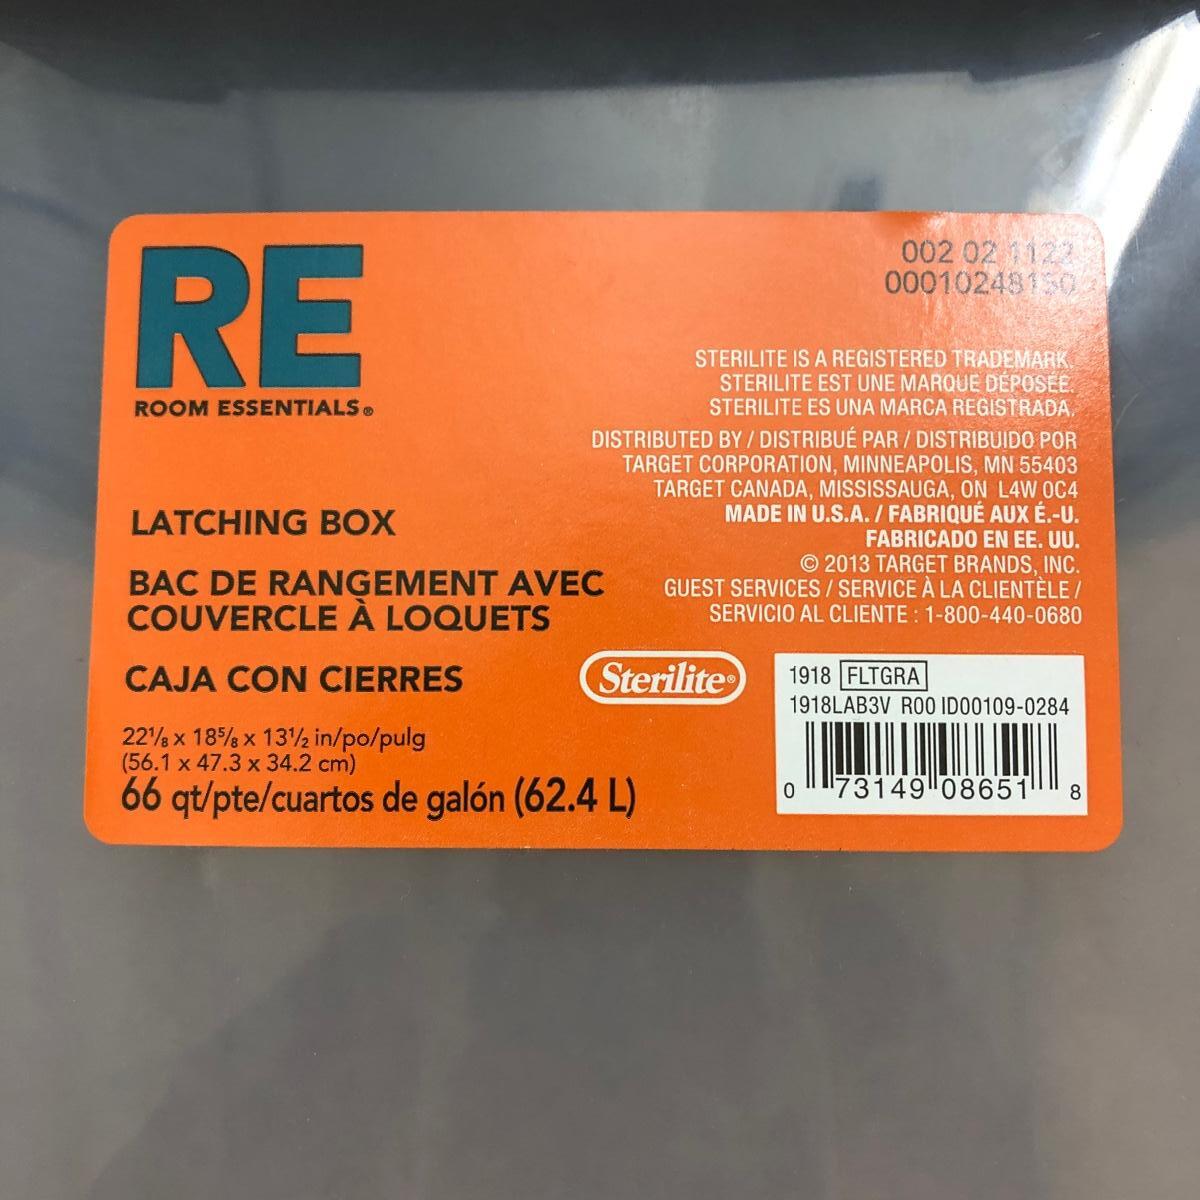 RE
ROOM ESSENTIALS®
LATCHING BOX
BAC DE RANGEMENT AVEC
COUVERCLE À LOQUETS
CAJA CON CIERRES
22⅛ x 18⅝ x 13½ in/po/pulg
(56.1 x 47.3 x 34.2 cm)
66 qt/pte/cuartos de galón (62.4 L)
002 02 1122
00010248150
STERILITE IS A REGISTERED TRADEMARK.
STERILITE EST UNE MARQUE DÉPOSÉE.
STERILITE ES UNA MARCA REGISTRADA.
DISTRIBUTED BY / DISTRIBUÉ PAR / DISTRIBUIDO POR
TARGET CORPORATION, MINNEAPOLIS, MN 55403
TARGET CANADA, MISSISSAUGA, ON L4W 0C4
MADE IN U.S.A. / FABRIQUÉ AUX É.-U.
FABRICADO EN EE. UU.
© 2013 TARGET BRANDS, INC.
GUEST SERVICES / SERVICE À LA CLIENTÈLE /
SERVICIO AL CLIENTE : 1-800-440-0680
Sterilite®
1918 FLTGRA
1918LAB3V R00 ID00109-0284
0 73149 08651 8